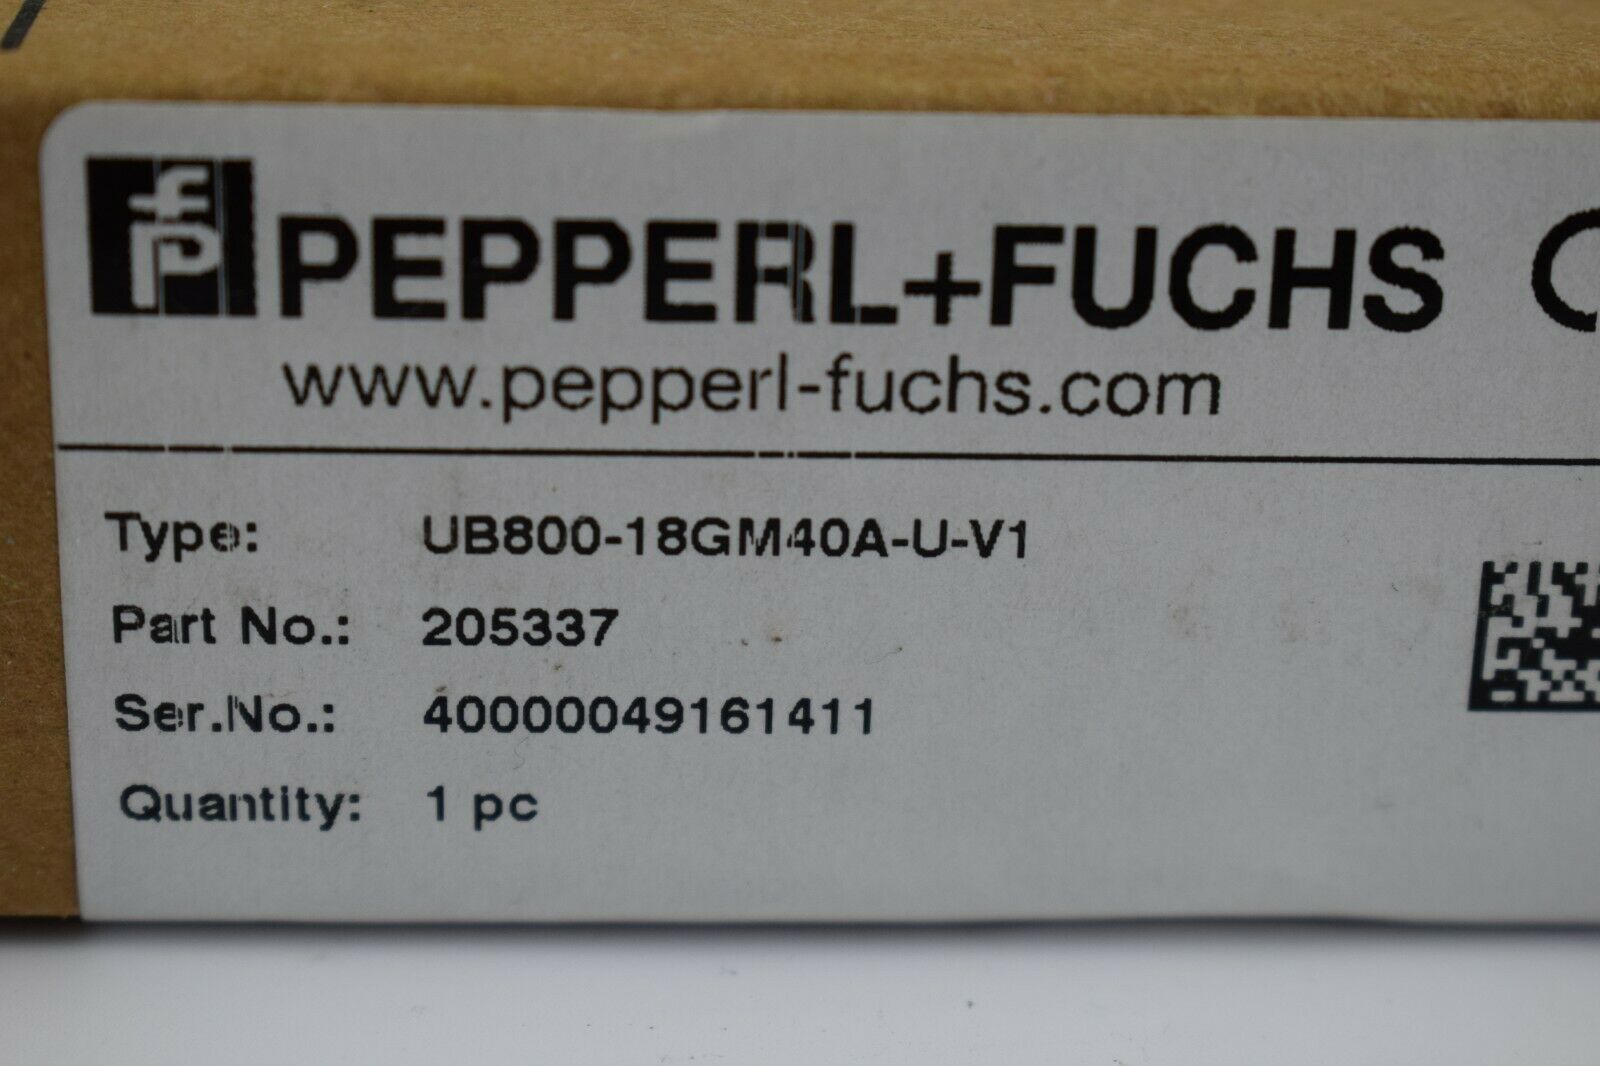 PEPPERL+FUCHS
www.pepperl-fuchs.com
Type: UB800-18GM40A-U-V1
Part No.: 205337
Ser.No.: 40000049161411
Quantity: 1 pc